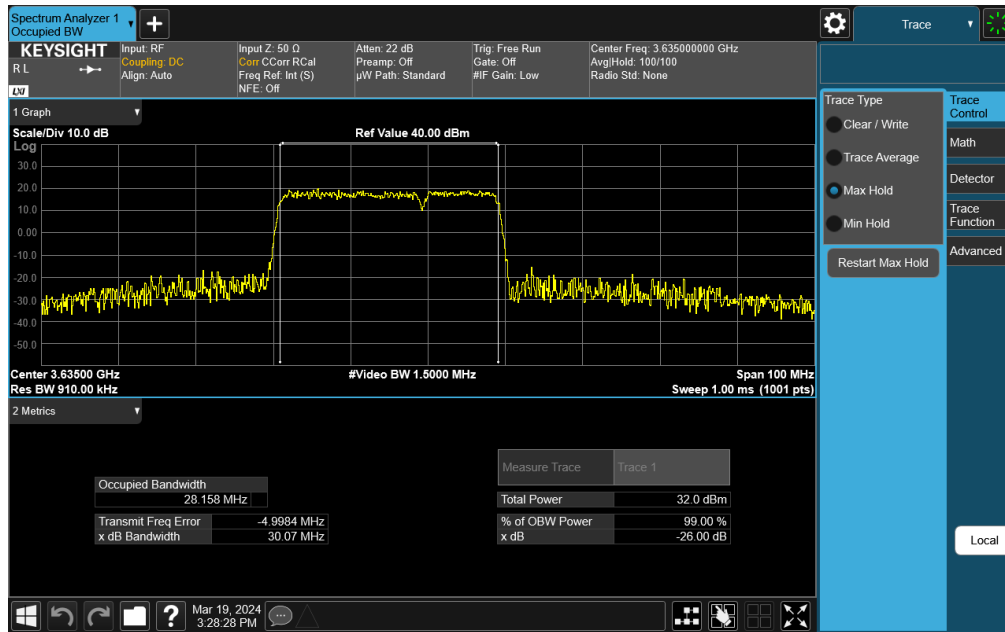 Spectrum Analyzer 1
Occupied BW
Trace
KEYSIGHT
R L
LXI
Input: RF
Coupling: DC
Align: Auto
Input Z: 50 Ω
Corr CCorr RCal
Freq Ref: Int (S)
NFE: Off
Atten: 22 dB
Preamp: Off
µW Path: Standard
Trig: Free Run
Gate: Off
#IF Gain: Low
Center Freq: 3.635000000 GHz
Avg|Hold: 100/100
Radio Std: None
1 Graph
Scale/Div 10.0 dB
Ref Value 40.00 dBm
Log
30.0
20.0
10.0
0.00
-10.0
-20.0
-30.0
-40.0
-50.0
Center 3.63500 GHz
#Video BW 1.5000 MHz
Span 100 MHz
Res BW 910.00 kHz
Sweep 1.00 ms (1001 pts)
2 Metrics
Measure Trace
Trace 1
Occupied Bandwidth
28.158 MHz
Total Power
32.0 dBm
Transmit Freq Error
-4.9984 MHz
% of OBW Power
99.00 %
x dB Bandwidth
30.07 MHz
x dB
-26.00 dB
Trace Type
Clear / Write
Trace Average
Max Hold
Min Hold
Restart Max Hold
Trace
Control
Math
Detector
Trace
Function
Advanced
Local
?
Mar 19, 2024
3:28:28 PM